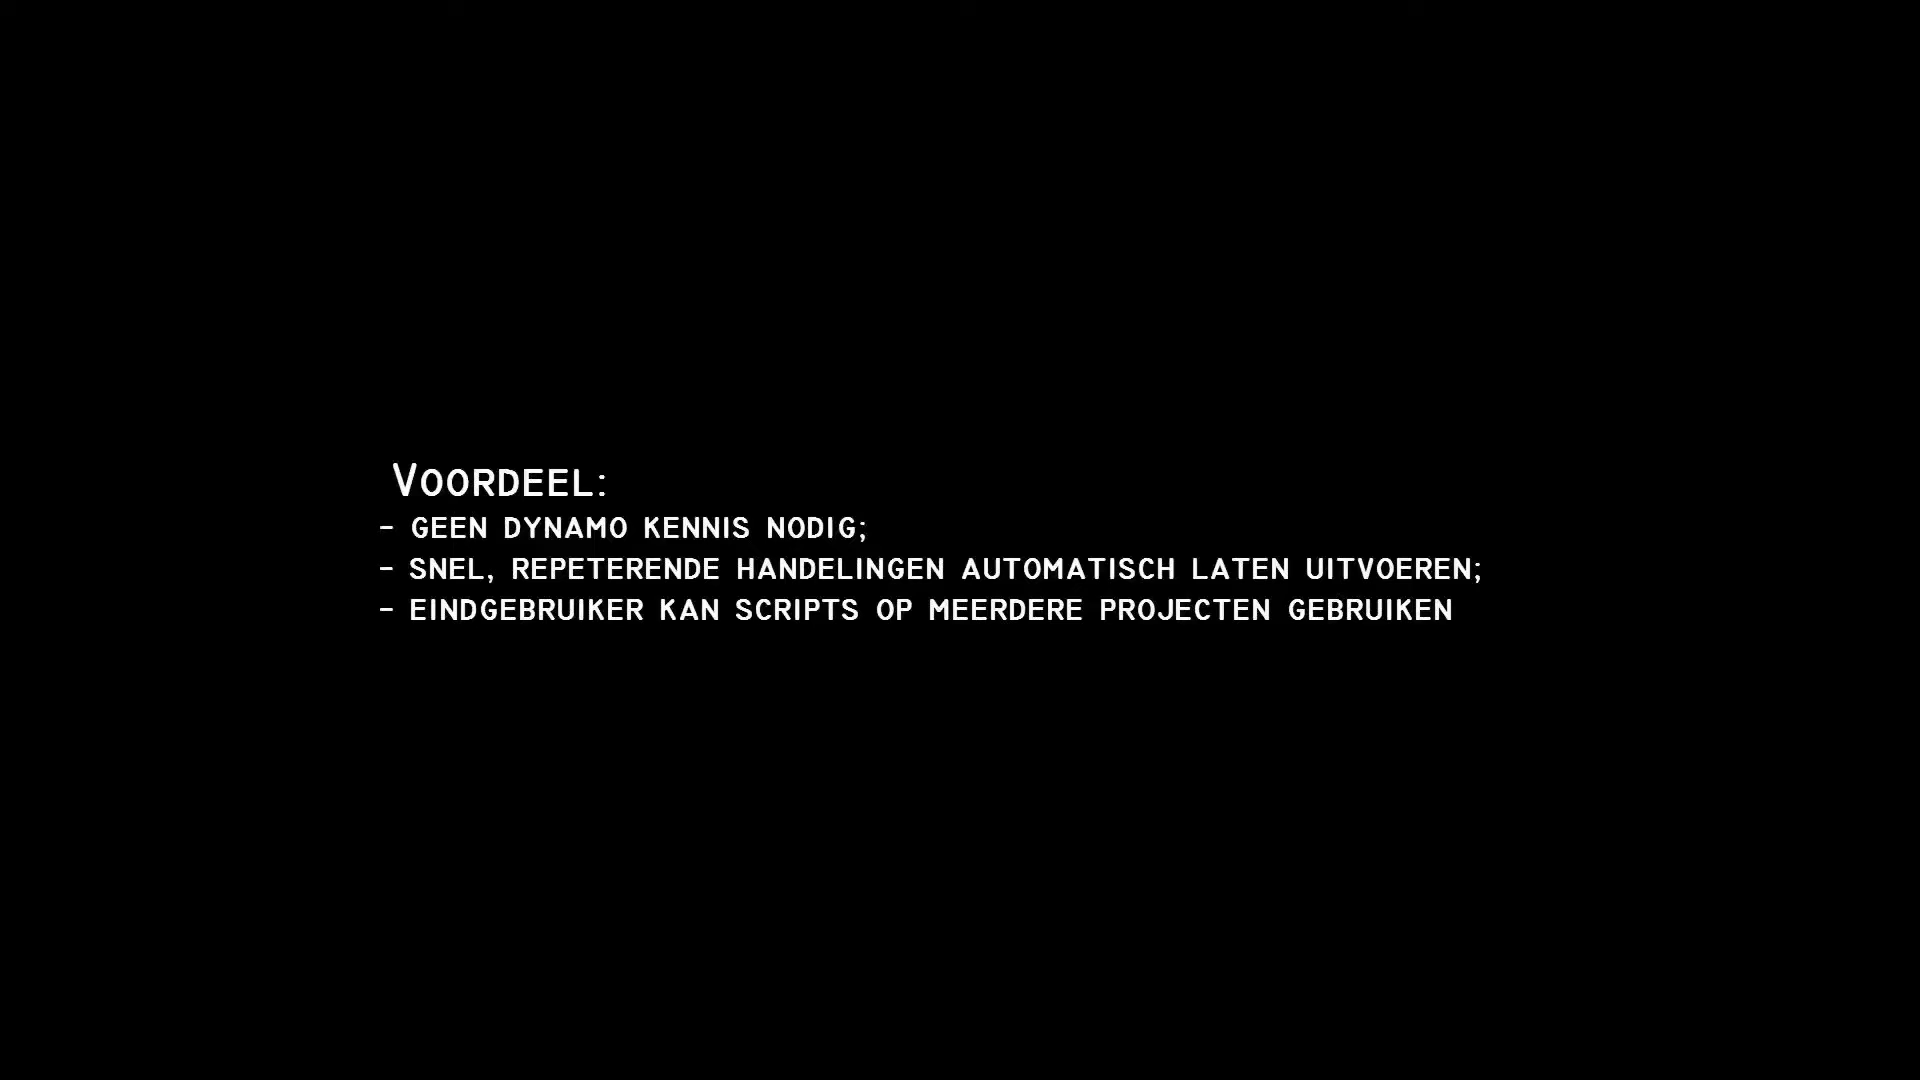 Voordeel:
- geen dynamo kennis nodig;
- snel, repeterende handelingen automatisch laten uitvoeren;
- eindgebruiker kan scripts op meerdere projecten gebruiken